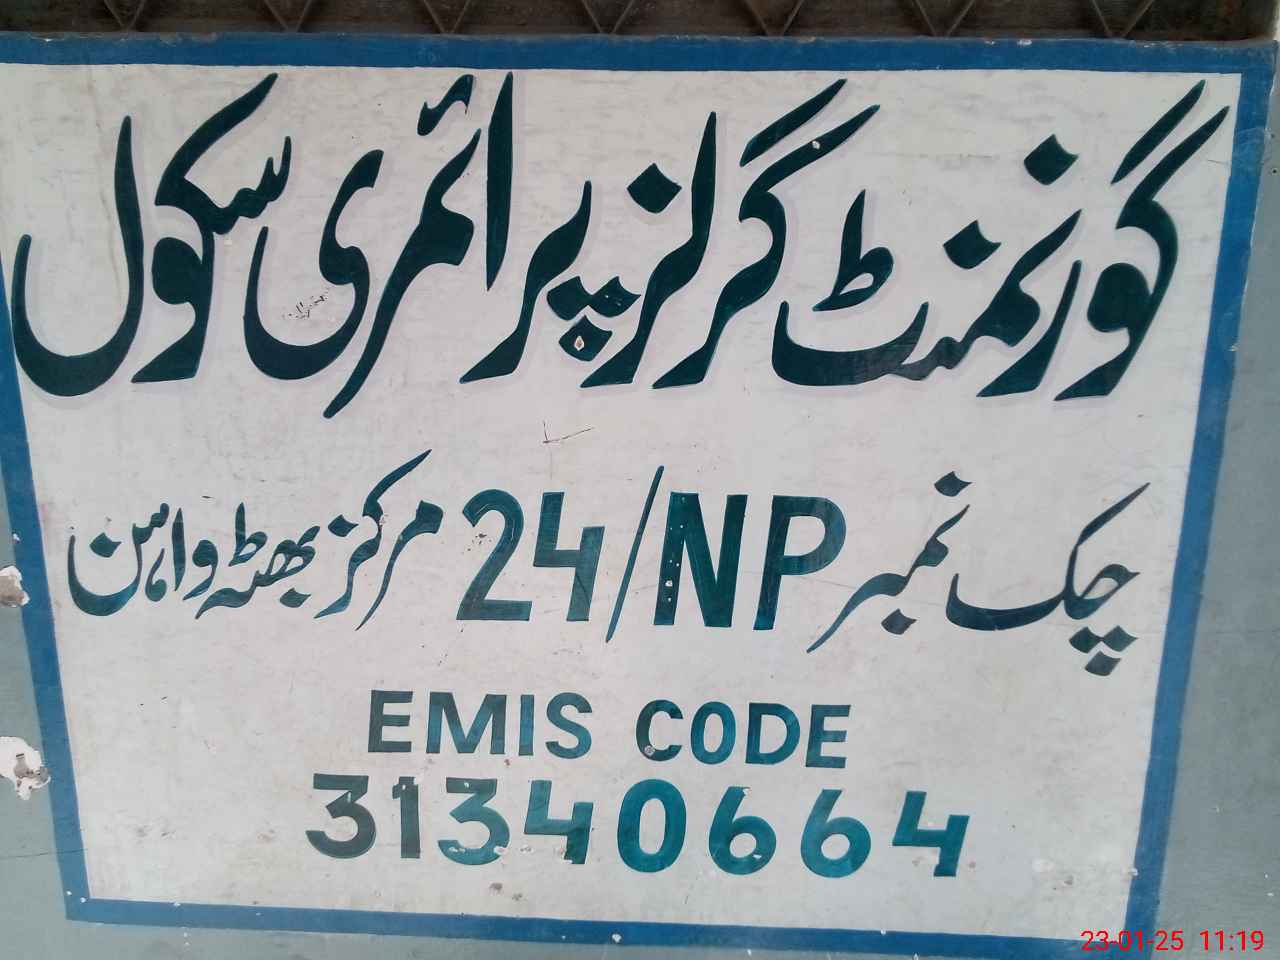 گورنمنٹ گرلز پرائمری سکول
چک نمبر 24/NP مرکز بھٹہ واہن
EMIS CODE
31340664
23-01-25 11:19